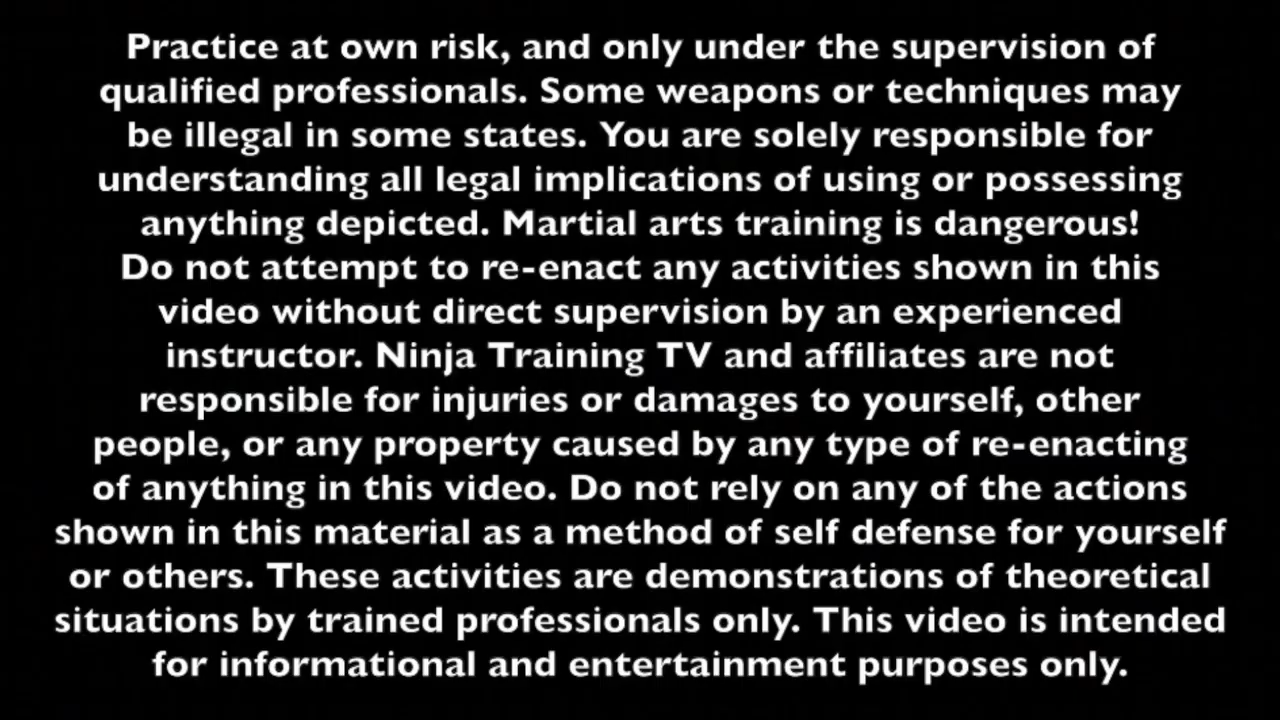 Practice at own risk, and only under the supervision of
qualified professionals. Some weapons or techniques may
be illegal in some states. You are solely responsible for
understanding all legal implications of using or possessing
anything depicted. Martial arts training is dangerous!
Do not attempt to re-enact any activities shown in this
video without direct supervision by an experienced
instructor. Ninja Training TV and affiliates are not
responsible for injuries or damages to yourself, other
people, or any property caused by any type of re-enacting
of anything in this video. Do not rely on any of the actions
shown in this material as a method of self defense for yourself
or others. These activities are demonstrations of theoretical
situations by trained professionals only. This video is intended
for informational and entertainment purposes only.